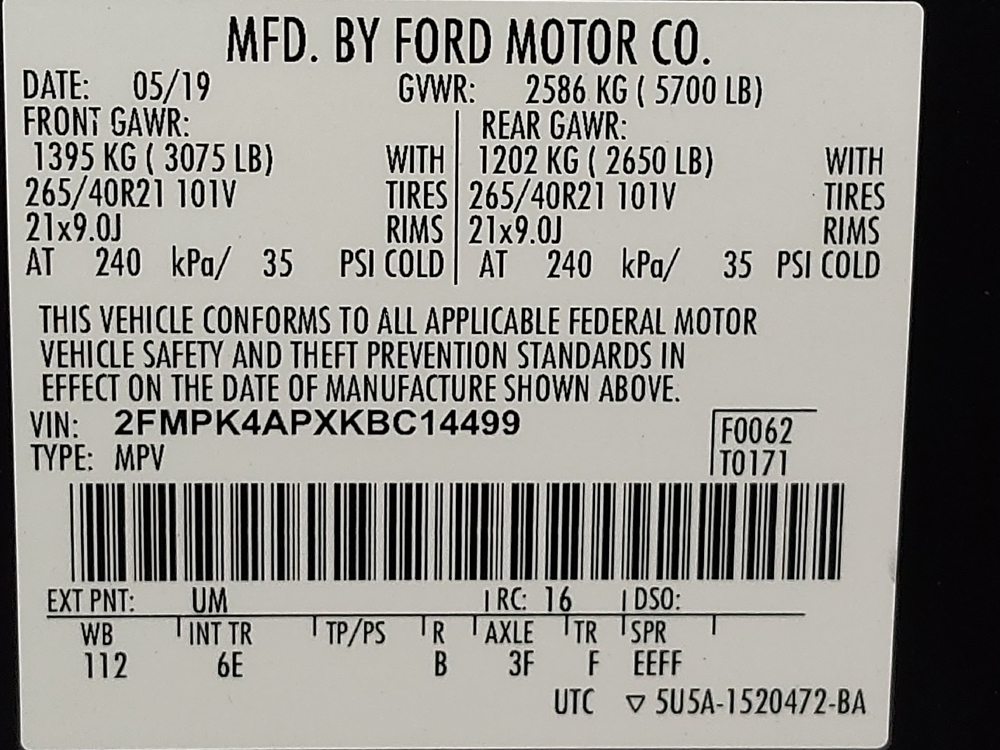 MFD. BY FORD MOTOR CO.
DATE: 05/19 GVWR: 2586 KG ( 5700 LB)
FRONT GAWR: REAR GAWR:
1395 KG ( 3075 LB) WITH 1202 KG ( 2650 LB) WITH
265/40R21 101V TIRES 265/40R21 101V TIRES
21x9.0J RIMS 21x9.0J RIMS
AT 240 kPa/ 35 PSI COLD AT 240 kPa/ 35 PSI COLD
THIS VEHICLE CONFORMS TO ALL APPLICABLE FEDERAL MOTOR
VEHICLE SAFETY AND THEFT PREVENTION STANDARDS IN
EFFECT ON THE DATE OF MANUFACTURE SHOWN ABOVE.
VIN: 2FMPK4APXKBC14499 F0062
TYPE: MPV T0171
EXT PNT: UM RC: 16 DSO:
WB INT TR TP/PS R AXLE TR SPR
112 6E B 3F F EEFF
UTC ▽ 5U5A-1520472-BA